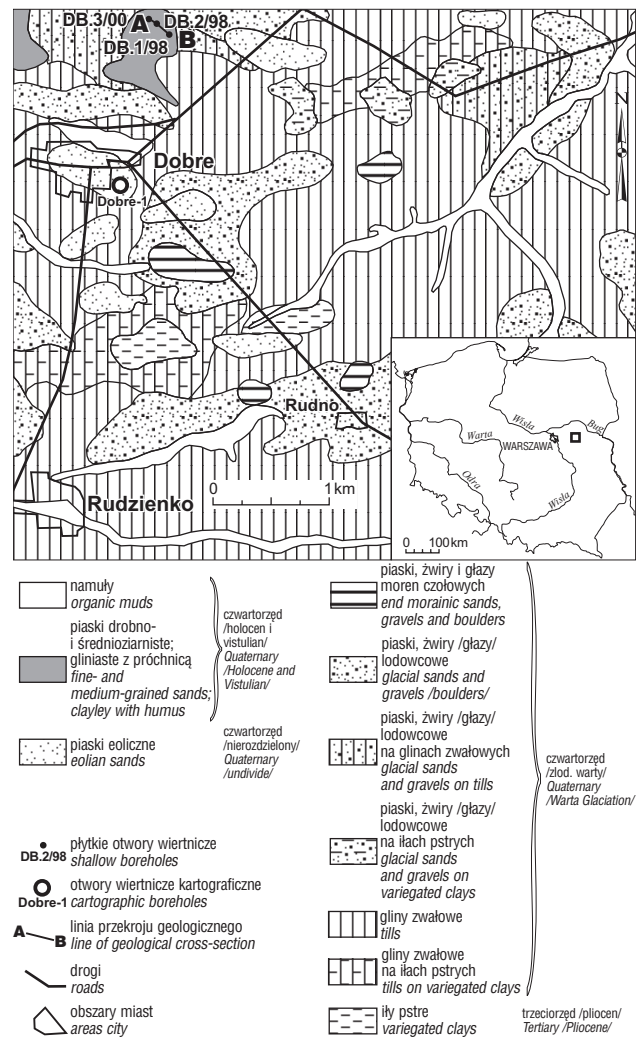 DB.3/00
A
DB.2/98
DB.1/98
B
N
Dobre
Dobre-1
Rudno
Rudzienko
0 1 km
Wisła
Bug
Warta
WARSZAWA
Odra
Wisła
0 100 km
namuły
organic muds
piaski drobno-
i średnioziarniste;
gliniaste z próchnicą
fine- and
medium-grained sands;
clayley with humus
czwartorzęd
/holocen i
vistulian/
Quaternary
/Holocene and
Vistulian/
piaski eoliczne
eolian sands
czwartorzęd
/nierozdzielony/
Quaternary
/undivide/
DB.2/98
płytkie otwory wiertnicze
shallow boreholes
Dobre-1
otwory wiertnicze kartograficzne
cartographic boreholes
A B
linia przekroju geologicznego
line of geological cross-section
drogi
roads
obszary miast
areas city
piaski, żwiry i głazy
moren czołowych
end morainic sands,
gravels and boulders
piaski, żwiry /głazy/
lodowcowe
glacial sands and
gravels /boulders/
piaski, żwiry /głazy/
lodowcowe
na glinach zwałowych
glacial sands
and gravels on tills
piaski, żwiry /głazy/
lodowcowe
na iłach pstrych
glacial sands
and gravels on
variegated clays
gliny zwałowe
tills
gliny zwałowe
na iłach pstrych
tills on variegated clays
czwartorzęd
/zlod. warty/
Quaternary
/Warta Glaciation/
iły pstre
variegated clays
trzeciorzęd /pliocen/
Tertiary /Pliocene/